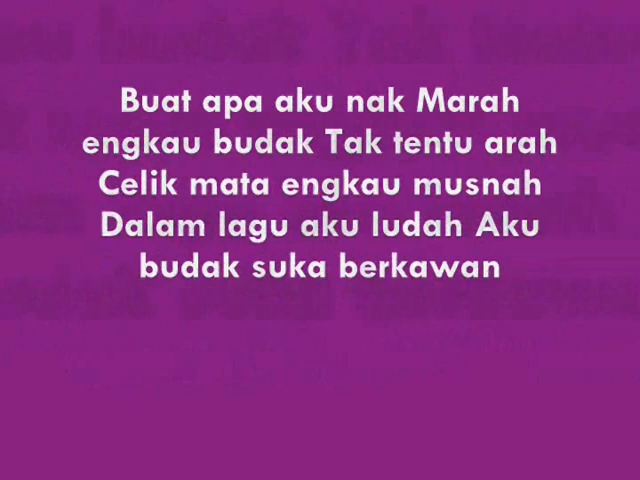 Buat apa aku nak Marah
engkau budak Tak tentu arah
Celik mata engkau musnah
Dalam lagu aku ludah Aku
budak suka berkawan